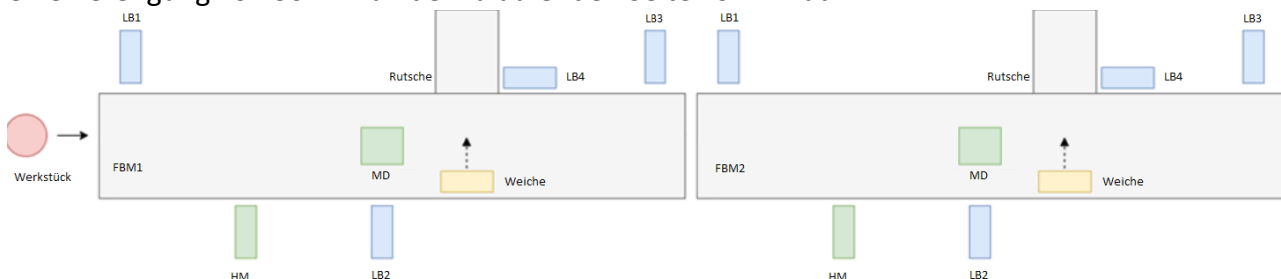 LB1
LB3
LB1
LB3
Rutsche
LB4
Rutsche
LB4
Werkstück
FBM1
MD
Weiche
FBM2
MD
Weiche
HM
LB2
HM
LB2